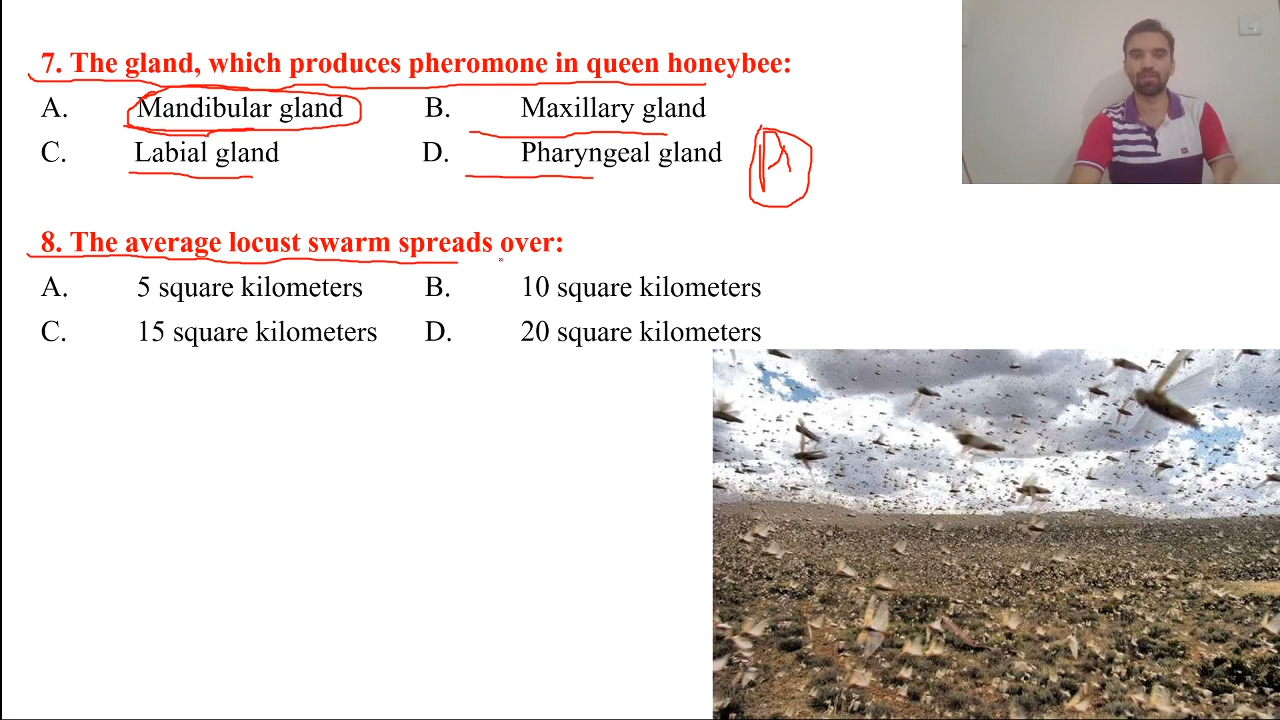 7. The gland, which produces pheromone in queen honeybee:
A. Mandibular gland B. Maxillary gland
C. Labial gland D. Pharyngeal gland
8. The average locust swarm spreads over:
A. 5 square kilometers B. 10 square kilometers
C. 15 square kilometers D. 20 square kilometers